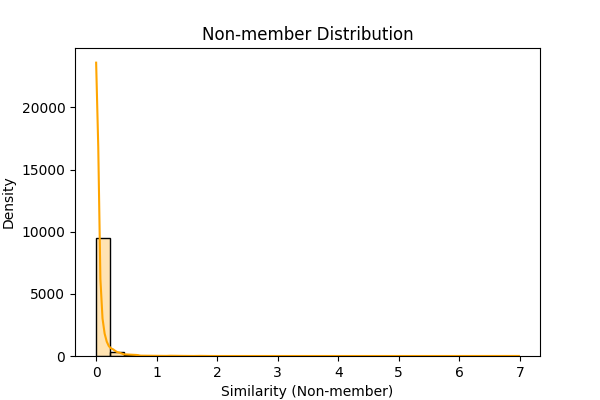 Non-member Distribution
Density
20000
15000
10000
5000
0
0 1 2 3 4 5 6 7
Similarity (Non-member)